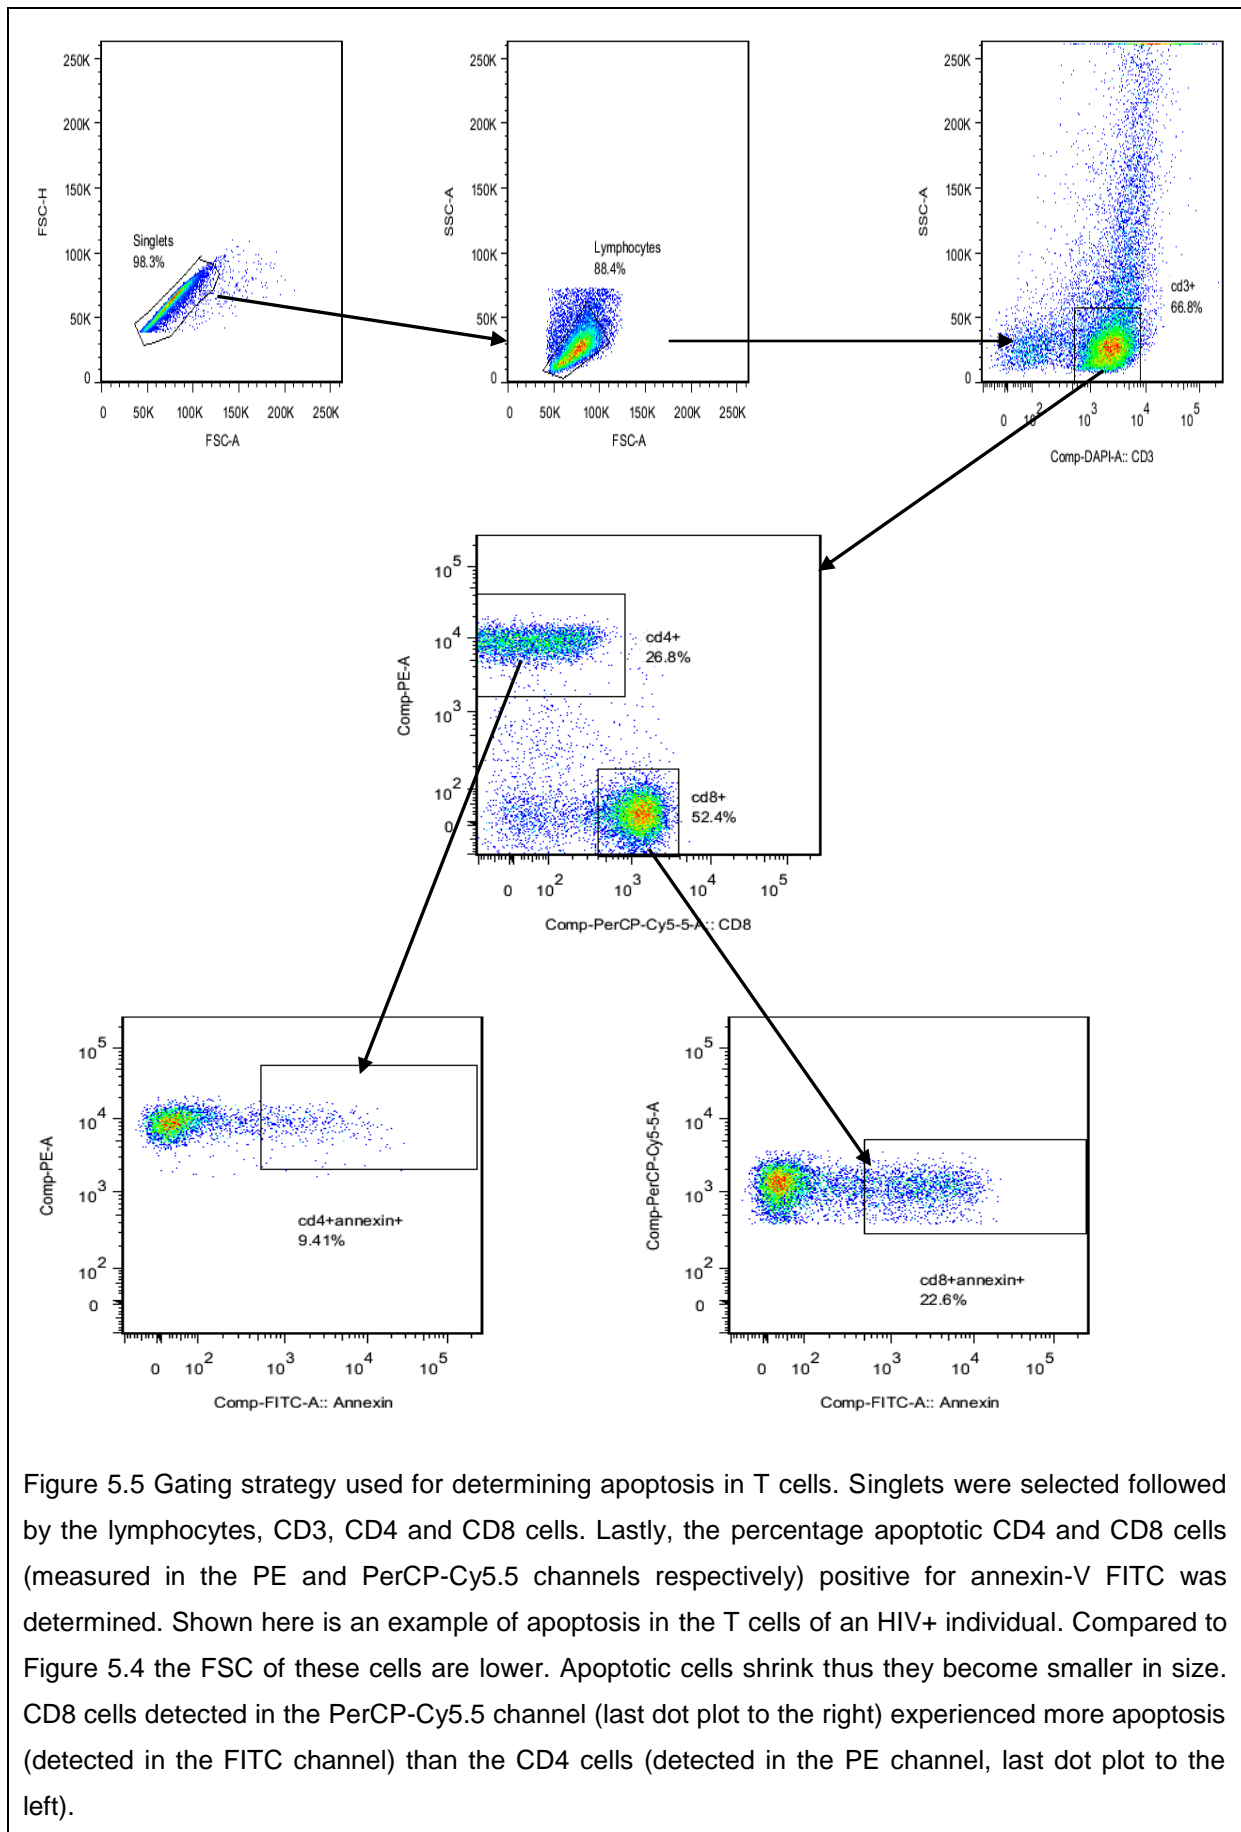 250K
200K
150K
100K
50K
0
FSC-H
Singlets
98.3%
0 50K 100K 150K 200K 250K
FSC-A
250K
200K
150K
100K
50K
0
SSC-A
Lymphocytes
88.4%
0 50K 100K 150K 200K 250K
FSC-A
250K
200K
150K
100K
50K
0
SSC-A
cd3+
66.8%
0 10^2 10^3 10^4 10^5
Comp-DAPI-A:: CD3
10^5
10^4
10^3
10^2
0
Comp-PE-A
cd4+
26.8%
cd8+
52.4%
0 10^2 10^3 10^4 10^5
Comp-PerCP-Cy5-5-A:: CD8
10^5
10^4
10^3
10^2
0
Comp-PE-A
cd4+annexin+
9.41%
0 10^2 10^3 10^4 10^5
Comp-FITC-A:: Annexin
10^5
10^4
10^3
10^2
0
Comp-PerCP-Cy5-5-A
cd8+annexin+
22.6%
0 10^2 10^3 10^4 10^5
Comp-FITC-A:: Annexin
Figure 5.5 Gating strategy used for determining apoptosis in T cells. Singlets were selected followed
by the lymphocytes, CD3, CD4 and CD8 cells. Lastly, the percentage apoptotic CD4 and CD8 cells
(measured in the PE and PerCP-Cy5.5 channels respectively) positive for annexin-V FITC was
determined. Shown here is an example of apoptosis in the T cells of an HIV+ individual. Compared to
Figure 5.4 the FSC of these cells are lower. Apoptotic cells shrink thus they become smaller in size.
CD8 cells detected in the PerCP-Cy5.5 channel (last dot plot to the right) experienced more apoptosis
(detected in the FITC channel) than the CD4 cells (detected in the PE channel, last dot plot to the
left).